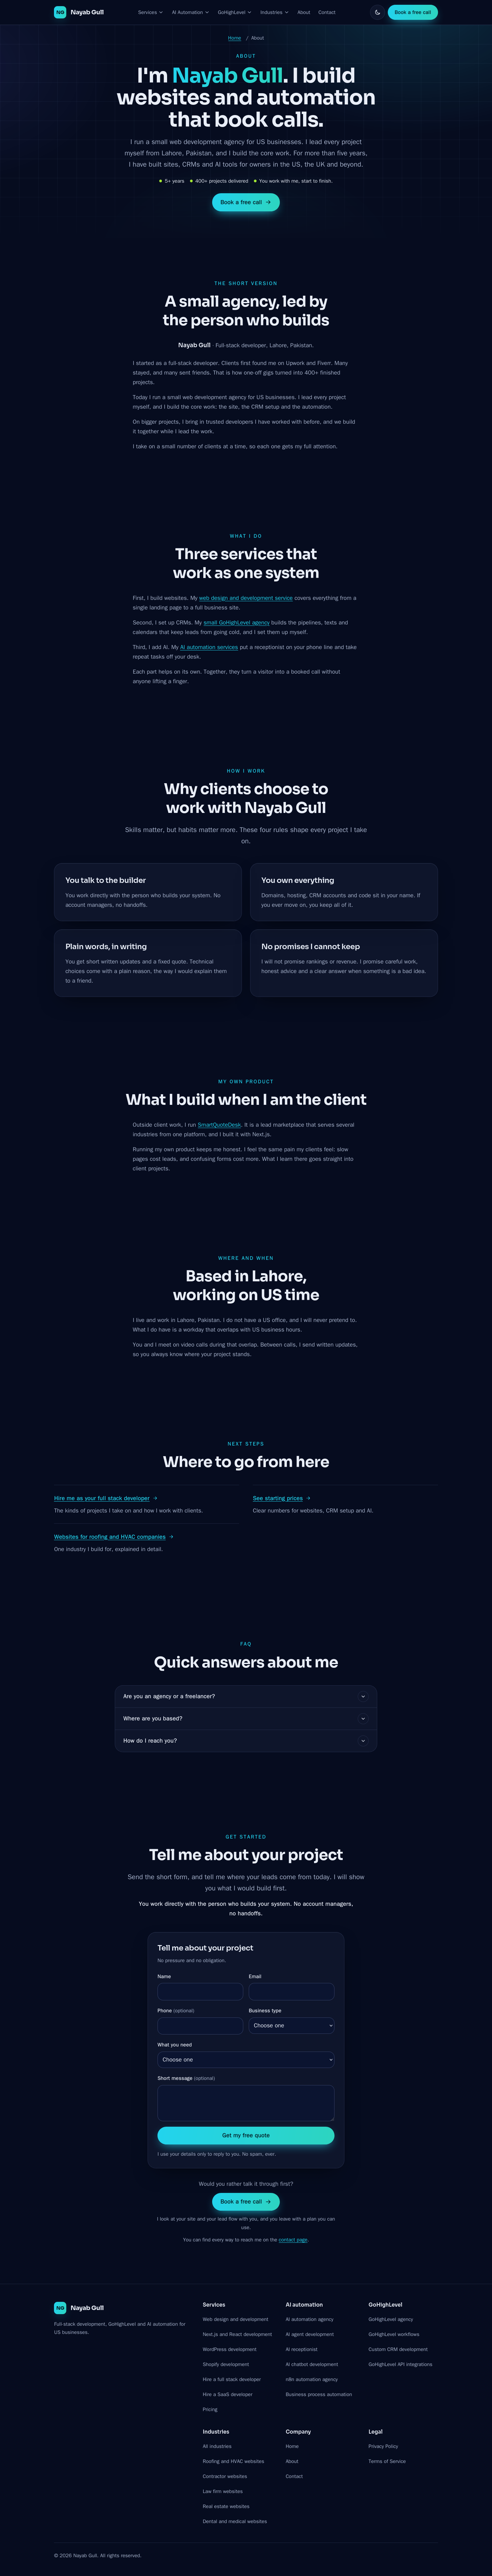 NG Nayab Gull Services AI Automation GoHighLevel Industries About Contact Book a free call
Home / About
ABOUT
I'm Nayab Gull. I build
websites and automation
that book calls.
I run a small web development agency for US businesses. I lead every project
myself from Lahore, Pakistan, and I build the core work. For more than five years,
I have built sites, CRMs and AI tools for owners in the US, the UK and beyond.
5+ years 400+ projects delivered You work with me, start to finish.
Book a free call →
THE SHORT VERSION
A small agency, led by
the person who builds
Nayab Gull · Full-stack developer, Lahore, Pakistan.
I started as a full-stack developer. Clients first found me on Upwork and Fiverr. Many
stayed, and many sent friends. That is how one-off gigs turned into 400+ finished
projects.
Today I run a small web development agency for US businesses. I lead every project
myself, and I build the core work: the site, the CRM setup and the automation.
On bigger projects, I bring in trusted developers I have worked with before, and we build
it together while I lead the work.
I take on a small number of clients at a time, so each one gets my full attention.
WHAT I DO
Three services that
work as one system
First, I build websites. My web design and development service covers everything from a
single landing page to a full business site.
Second, I set up CRMs. My small GoHighLevel agency builds the pipelines, texts and
calendars that keep leads from going cold, and I set them up myself.
Third, I add AI. My AI automation services put a receptionist on your phone line and take
repeat tasks off your desk.
Each part helps on its own. Together, they turn a visitor into a booked call without
anyone lifting a finger.
HOW I WORK
Why clients choose to
work with Nayab Gull
Skills matter, but habits matter more. These four rules shape every project I take
on.
You talk to the builder
You work directly with the person who builds your system. No
account managers, no handoffs.
You own everything
Domains, hosting, CRM accounts and code sit in your name. If
you ever move on, you keep all of it.
Plain words, in writing
You get short written updates and a fixed quote. Technical
choices come with a plain reason, the way I would explain them
to a friend.
No promises I cannot keep
I will not promise rankings or revenue. I promise careful work,
honest advice and a clear answer when something is a bad idea.
MY OWN PRODUCT
What I build when I am the client
Outside client work, I run SmartQuoteDesk. It is a lead marketplace that serves several
industries from one platform, and I built it with Next.js.
Running my own product keeps me honest. I feel the same pain my clients feel: slow
pages cost leads, and confusing forms cost more. What I learn there goes straight into
client projects.
WHERE AND WHEN
Based in Lahore,
working on US time
I live and work in Lahore, Pakistan. I do not have a US office, and I will never pretend to.
What I do have is a workday that overlaps with US business hours.
You and I meet on video calls during that overlap. Between calls, I send written updates,
so you always know where your project stands.
NEXT STEPS
Where to go from here
Hire me as your full stack developer →
The kinds of projects I take on and how I work with clients.
See starting prices →
Clear numbers for websites, CRM setup and AI.
Websites for roofing and HVAC companies →
One industry I build for, explained in detail.
FAQ
Quick answers about me
Are you an agency or a freelancer?
Where are you based?
How do I reach you?
GET STARTED
Tell me about your project
Send the short form, and tell me where your leads come from today. I will show
you what I would build first.
You work directly with the person who builds your system. No account managers,
no handoffs.
Tell me about your project
No pressure and no obligation.
Name Email
Phone (optional) Business type
Choose one
What you need
Choose one
Short message (optional)
Get my free quote
I use your details only to reply to you. No spam, ever.
Would you rather talk it through first?
Book a free call →
I look at your site and your lead flow with you, and you leave with a plan you can
use.
You can find every way to reach me on the contact page.
NG Nayab Gull
Full-stack development, GoHighLevel and AI automation for
US businesses.
Services
Web design and development
Next.js and React development
WordPress development
Shopify development
Hire a full stack developer
Hire a SaaS developer
Pricing
AI automation
AI automation agency
AI agent development
AI receptionist
AI chatbot development
n8n automation agency
Business process automation
GoHighLevel
GoHighLevel agency
GoHighLevel workflows
Custom CRM development
GoHighLevel API integrations
Industries
All industries
Roofing and HVAC websites
Contractor websites
Law firm websites
Real estate websites
Dental and medical websites
Company
Home
About
Contact
Legal
Privacy Policy
Terms of Service
© 2026 Nayab Gull. All rights reserved.